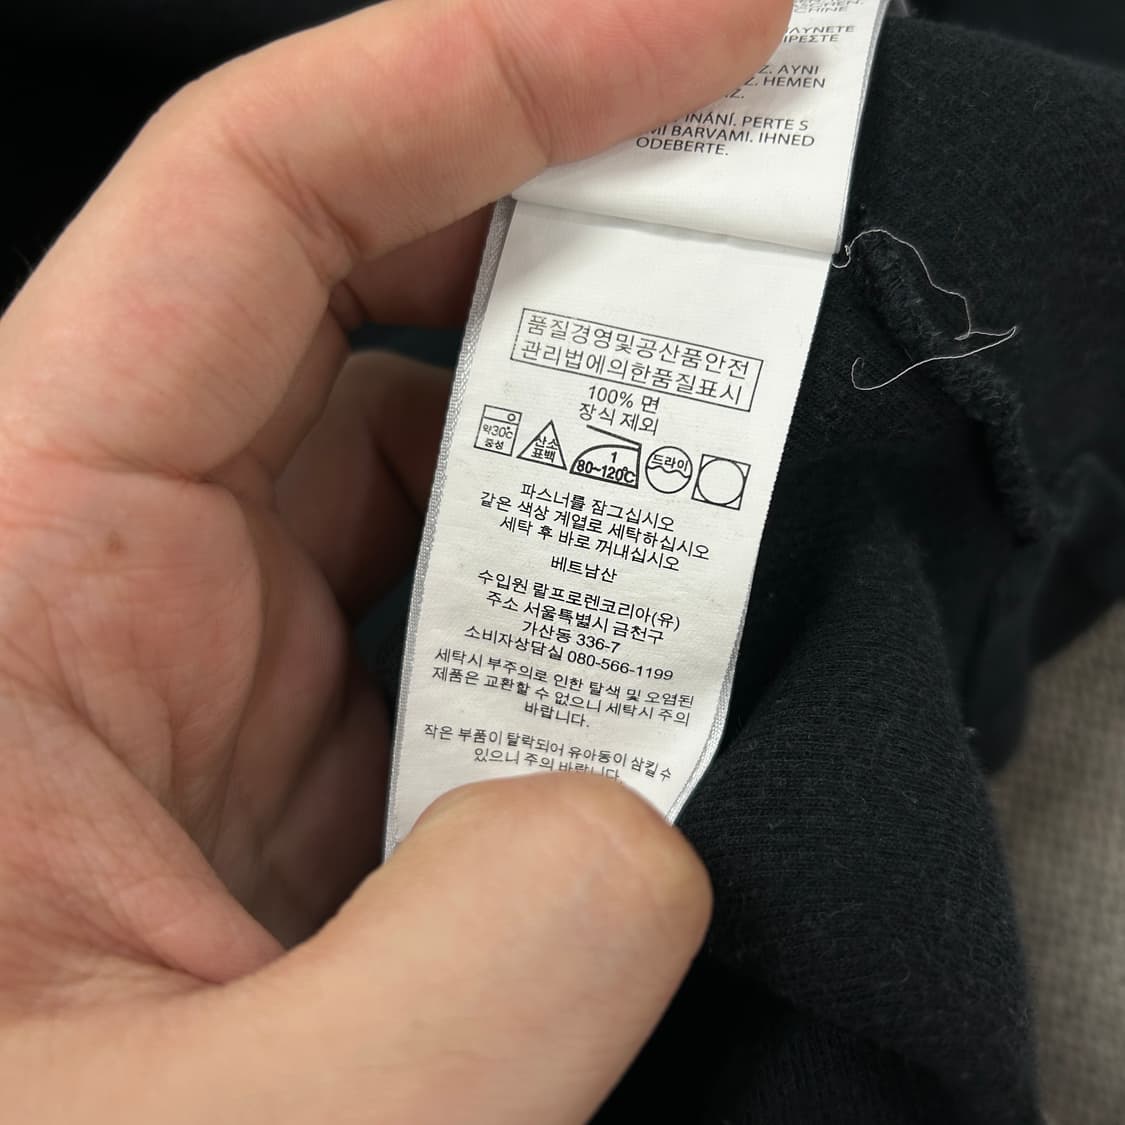 CHINE
ΛΥΝΕΤΕ
ΙΡΕΣΤΕ
Z. AYNI
Z. HEMEN
INÁNÍ. PERTE S
MI BARVAMI. IHNED
ODEBERTE.
품질경영및공산품안전
관리법에의한품질표시
100% 면
장식 제외
약30℃
중성
산소
표백
1
80~120℃
드라이
파스너를 잠그십시오
같은 색상 계열로 세탁하십시오
세탁 후 바로 꺼내십시오
베트남산
수입원 랄프로렌코리아(유)
주소 서울특별시 금천구
가산동 336-7
소비자상담실 080-566-1199
세탁시 부주의로 인한 탈색 및 오염된
제품은 교환할 수 없으니 세탁시 주의
바랍니다.
작은 부품이 탈락되어 유아동이 삼킬 수
있으니 주의 바랍니다.